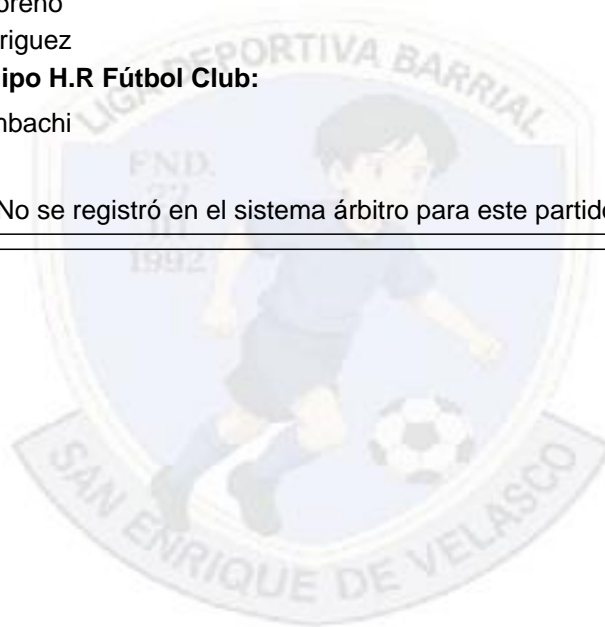 riguez
ipo H.R Fútbol Club:
nbachi
No se registró en el sistema árbitro para este partid
LIGA DEPORTIVA BARRIAL
FND.
III
1992
SAN ENRIQUE DE VELASCO